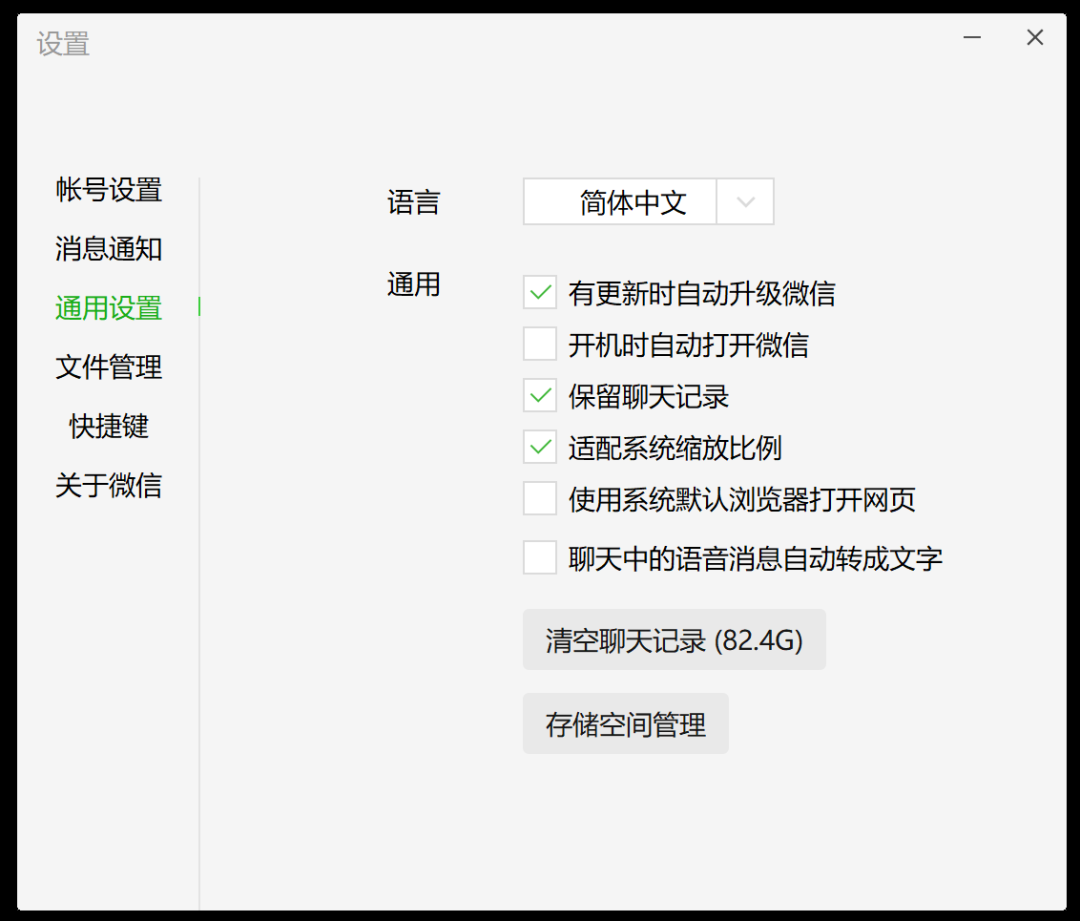 设置
帐号设置
消息通知
通用设置
文件管理
快捷键
关于微信
语言
简体中文
通用
有更新时自动升级微信
开机时自动打开微信
保留聊天记录
适配系统缩放比例
使用系统默认浏览器打开网页
聊天中的语音消息自动转成文字
清空聊天记录 (82.4G)
存储空间管理